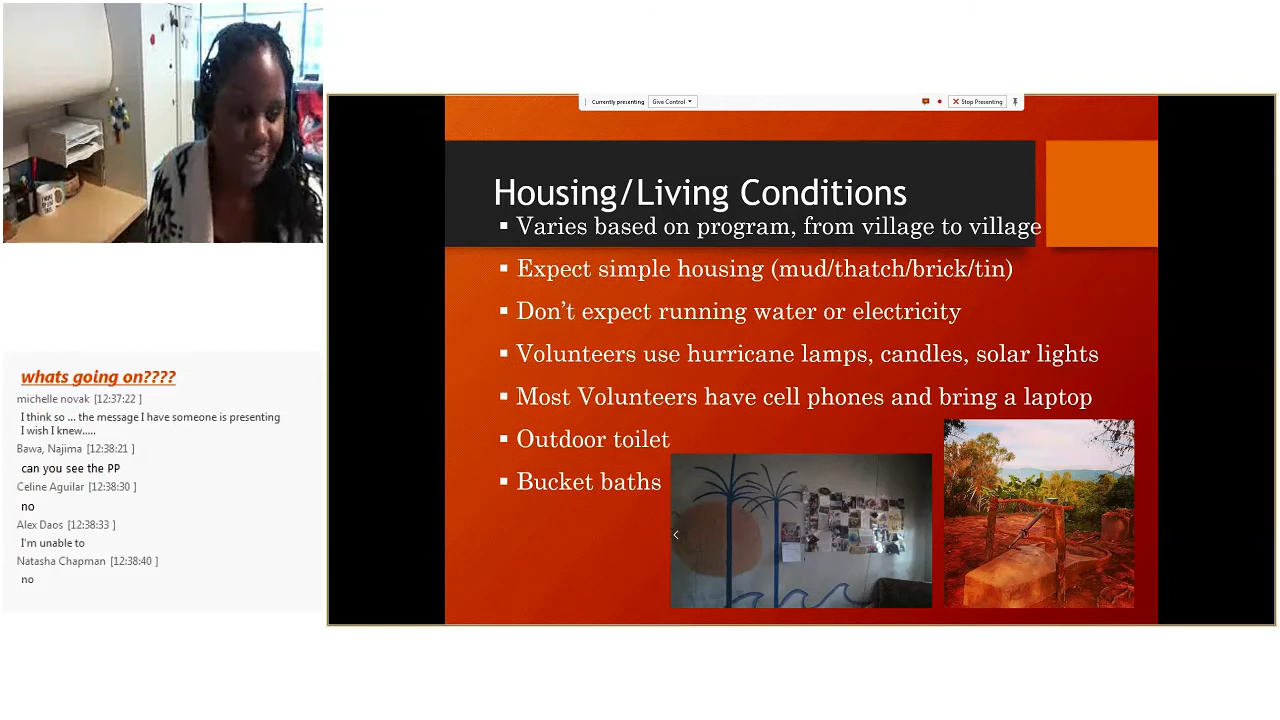 Currently presenting
Give Control
Stop Presenting
Housing/Living Conditions
Varies based on program, from village to village
Expect simple housing (mud/thatch/brick/tin)
Don’t expect running water or electricity
Volunteers use hurricane lamps, candles, solar lights
Most Volunteers have cell phones and bring a laptop
Outdoor toilet
Bucket baths
whats going on????
michelle novak [12:37:22 ]
I think so ... the message I have someone is presenting
I wish I knew.....
Bawa, Najima [12:38:21 ]
can you see the PP
Celine Aguilar [12:38:30 ]
no
Alex Daos [12:38:33 ]
I'm unable to
Natasha Chapman [12:38:40 ]
no